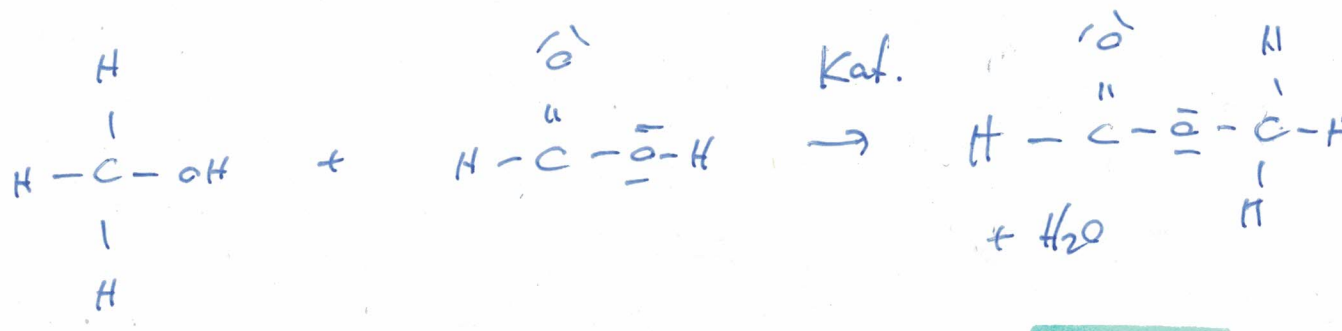 H                 |O|          Kat.          |O|      H
|                  ||                         ||      |
H – C – OH   +   H – C – O – H   →   H – C – O – C – H
|                                                     |
H                                    + H₂O            H